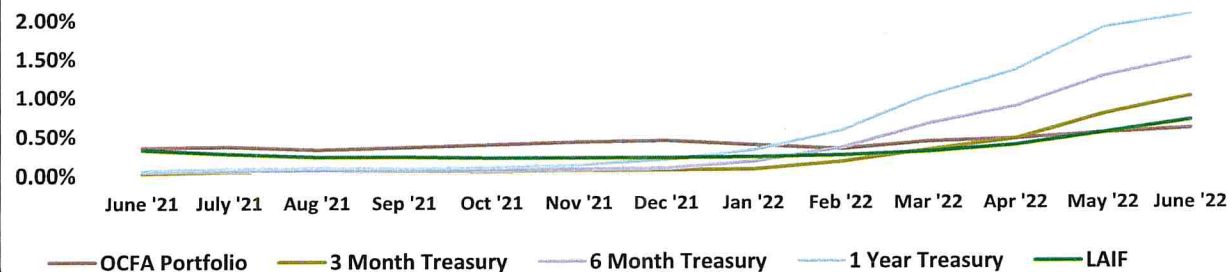 2.00%
1.50%
1.00%
0.50%
0.00%
June '21 July '21 Aug '21 Sep '21 Oct '21 Nov '21 Dec '21 Jan '22 Feb '22 Mar '22 Apr '22 May '22 June '22
OCFA Portfolio 3 Month Treasury 6 Month Treasury 1 Year Treasury LAIF